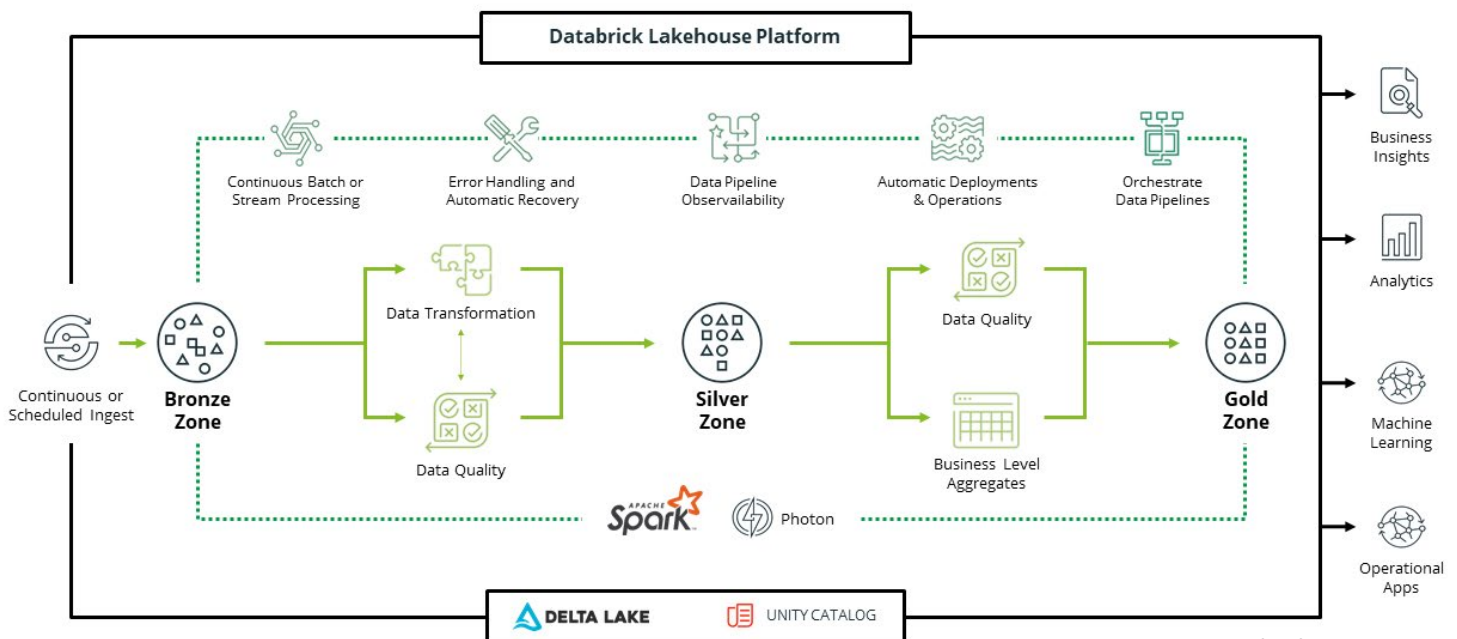 Databrick Lakehouse Platform
Continuous Batch or
Stream Processing
Error Handling and
Automatic Recovery
Data Pipeline
Observailability
Automatic Deployments
& Operations
Orchestrate
Data Pipelines
Business
Insights
Analytics
Machine
Learning
Operational
Apps
Continuous or
Scheduled Ingest
Bronze
Zone
Data Transformation
Data Quality
Silver
Zone
Data Quality
Business Level
Aggregates
Gold
Zone
APACHE
Spark
Photon
DELTA LAKE
UNITY CATALOG